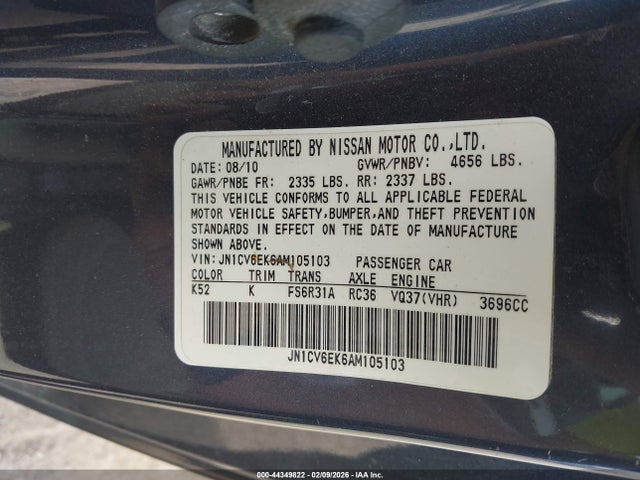 MANUFACTURED BY NISSAN MOTOR CO.,LTD.
DATE: 08/10 GVWR/PNBV: 4656 LBS.
GAWR/PNBE FR: 2335 LBS. RR: 2337 LBS.
THIS VEHICLE CONFORMS TO ALL APPLICABLE FEDERAL
MOTOR VEHICLE SAFETY,BUMPER,AND THEFT PREVENTION
STANDARDS IN EFFECT ON THE DATE OF MANUFACTURE
SHOWN ABOVE.
VIN: JN1CV6EK6AM105103 PASSENGER CAR
COLOR TRIM TRANS AXLE ENGINE
K52 K FS6R31A RC36 VQ37(VHR) 3696CC
JN1CV6EK6AM105103
000-44349822 - 02/09/2026 - IAA Inc.